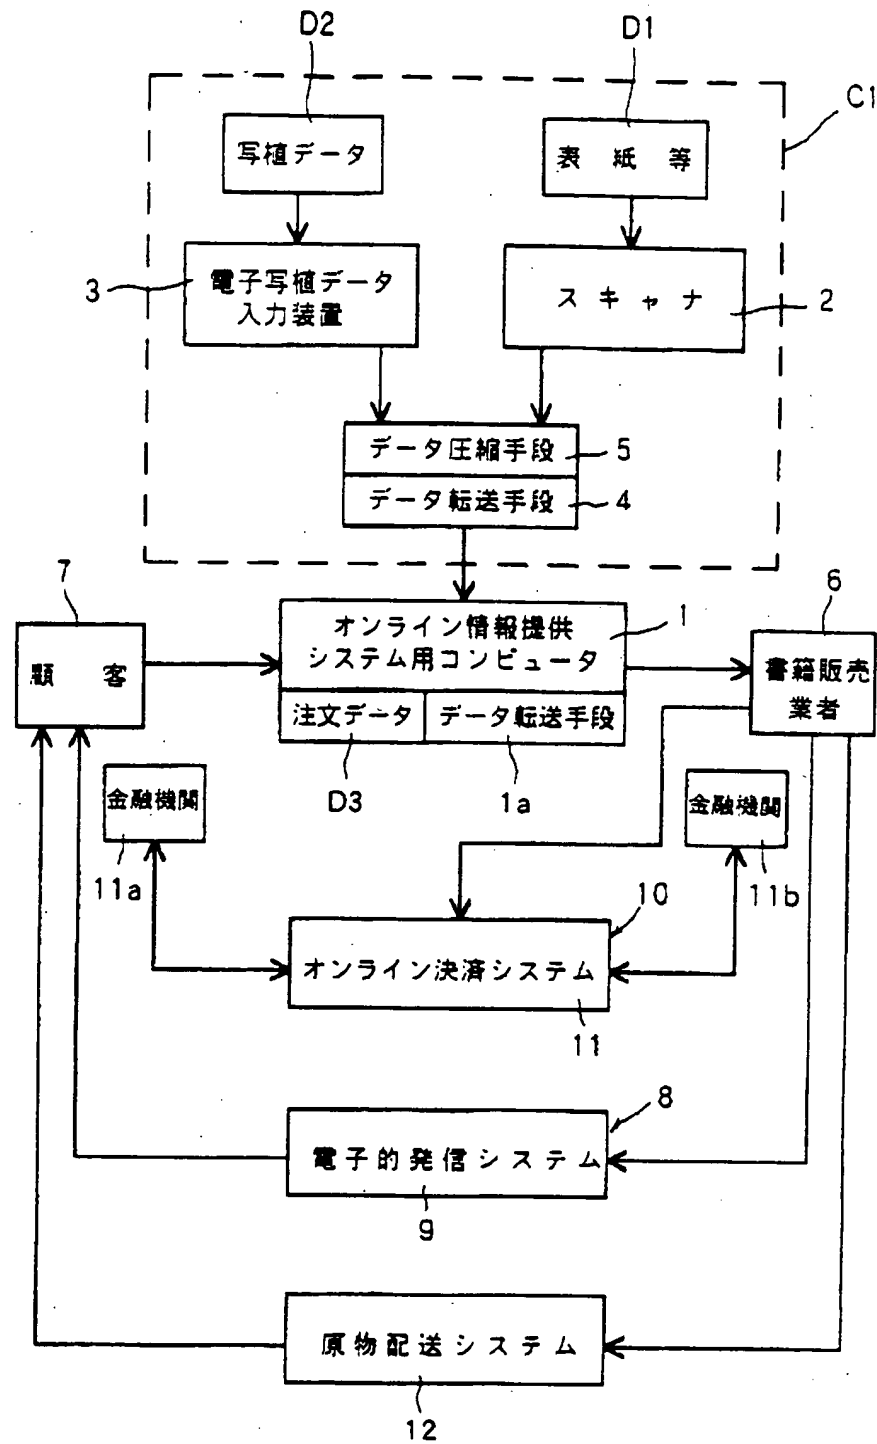 D2
D1
C1
写植データ
表紙等
3
電子写植データ
入力装置
スキャナ
2
データ圧縮手段
5
データ転送手段
4
7
6
顧客
オンライン情報提供
システム用コンピュータ
1
書籍販売
業者
注文データ
データ転送手段
D3
1a
金融機関
11a
金融機関
11b
10
オンライン決済システム
11
8
電子的発信システム
9
原物配送システム
12